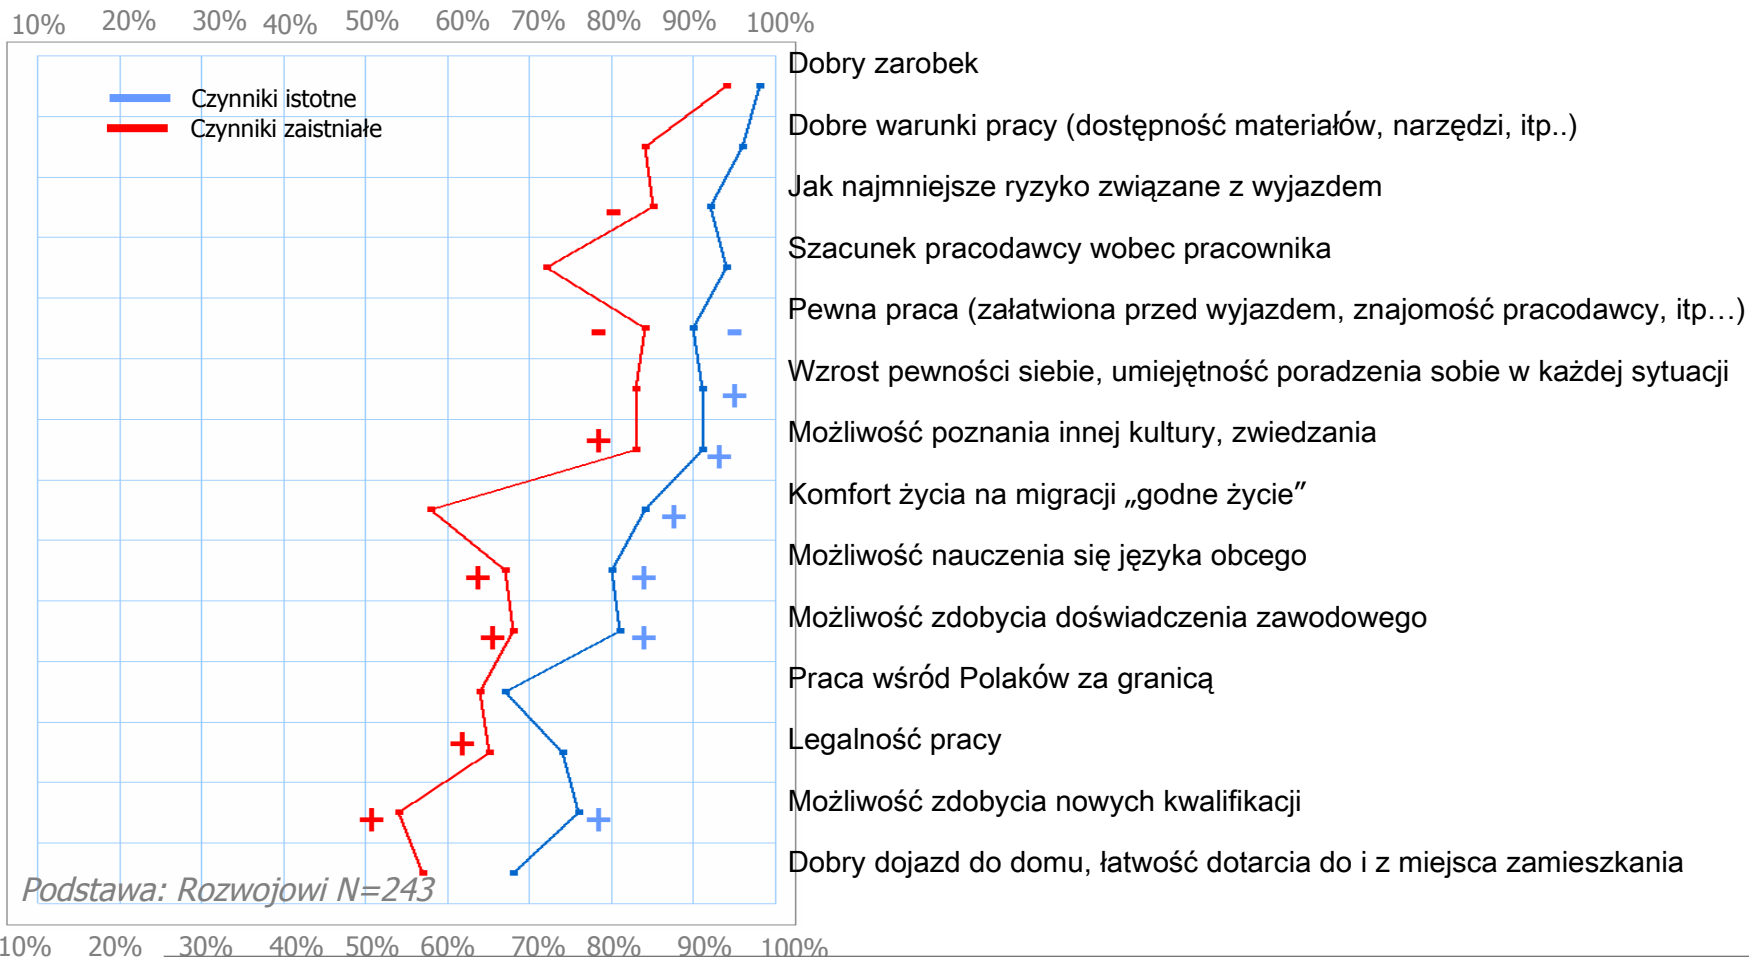 10% 20% 30% 40% 50% 60% 70% 80% 90% 100%
Dobry zarobek
Czynniki istotne
Czynniki zaistniałe
Dobre warunki pracy (dostępność materiałów, narzędzi, itp..)
Jak najmniejsze ryzyko związane z wyjazdem
Szacunek pracodawcy wobec pracownika
Pewna praca (załatwiona przed wyjazdem, znajomość pracodawcy, itp…)
Wzrost pewności siebie, umiejętność poradzenia sobie w każdej sytuacji
Możliwość poznania innej kultury, zwiedzania
Komfort życia na migracji „godne życie”
Możliwość nauczenia się języka obcego
Możliwość zdobycia doświadczenia zawodowego
Praca wśród Polaków za granicą
Legalność pracy
Możliwość zdobycia nowych kwalifikacji
Dobry dojazd do domu, łatwość dotarcia do i z miejsca zamieszkania
Podstawa: Rozwojowi N=243
10% 20% 30% 40% 50% 60% 70% 80% 90% 100%